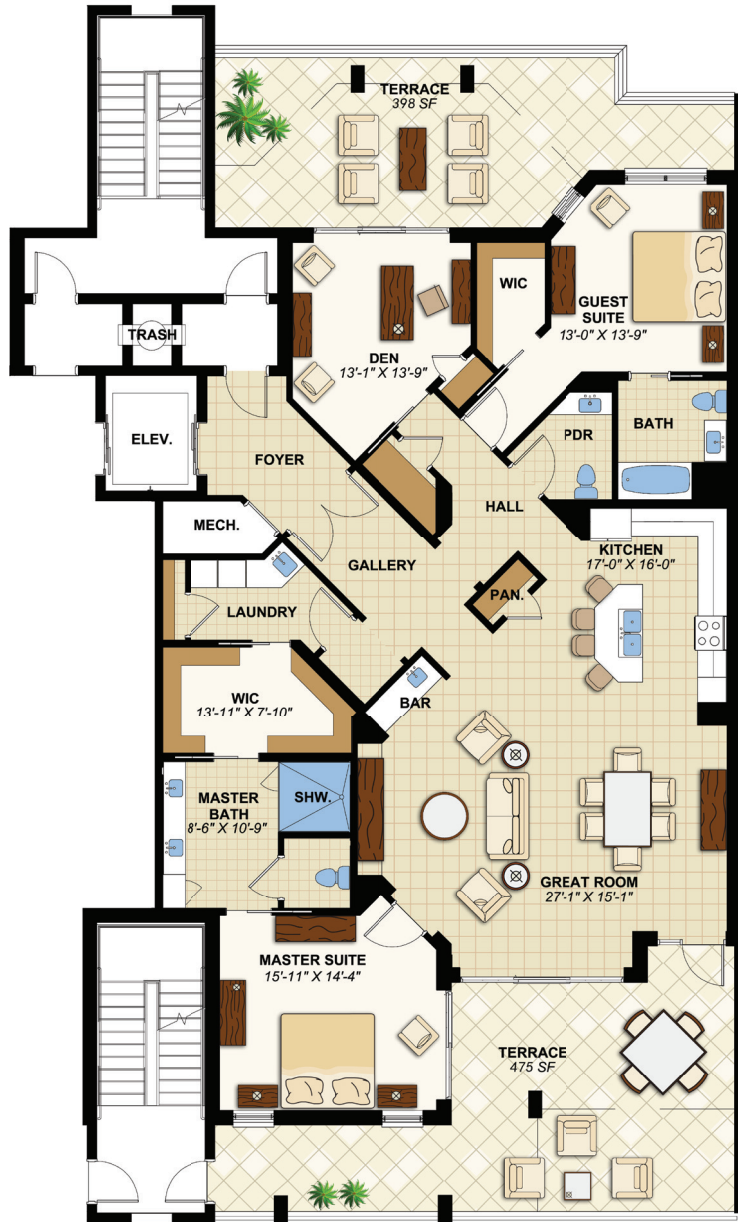 TERRACE
398 SF
WIC
GUEST
SUITE
13'-0" X 13'-9"
TRASH
DEN
13'-1" X 13'-9"
ELEV.
FOYER
PDR
BATH
HALL
MECH.
KITCHEN
17'-0" X 16'-0"
GALLERY
LAUNDRY
PAN.
WIC
13'-11" X 7'-10"
BAR
MASTER
BATH
8'-6" X 10'-9"
SHW.
GREAT ROOM
27'-1" X 15'-1"
MASTER SUITE
15'-11" X 14'-4"
TERRACE
475 SF